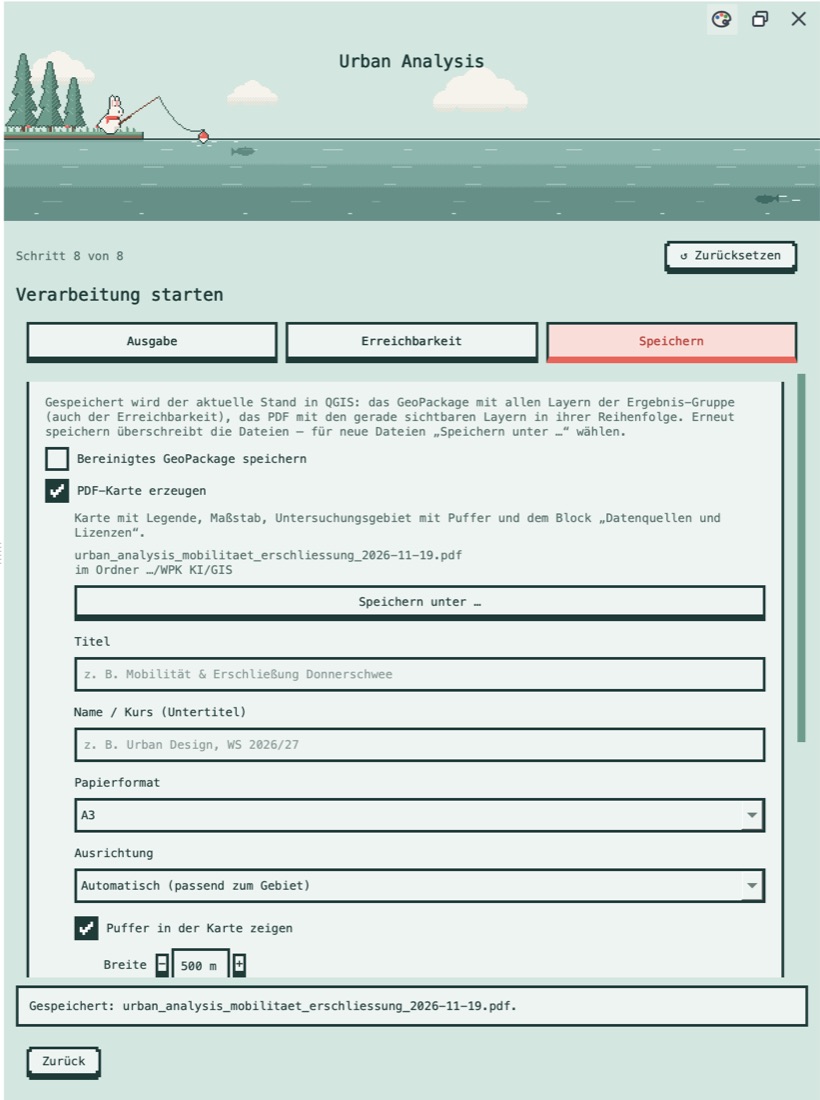 Urban Analysis
Schritt 8 von 8
↺ Zurücksetzen
Verarbeitung starten
Ausgabe
Erreichbarkeit
Speichern
Gespeichert wird der aktuelle Stand in QGIS: das GeoPackage mit allen Layern der Ergebnis-Gruppe
(auch der Erreichbarkeit), das PDF mit den gerade sichtbaren Layern in ihrer Reihenfolge. Erneut
speichern überschreibt die Dateien – für neue Dateien „Speichern unter …“ wählen.
Bereinigtes GeoPackage speichern
PDF-Karte erzeugen
Karte mit Legende, Maßstab, Untersuchungsgebiet mit Puffer und dem Block „Datenquellen und
Lizenzen“.
urban_analysis_mobilitaet_erschliessung_2026-11-19.pdf
im Ordner …/WPK KI/GIS
Speichern unter …
Titel
z. B. Mobilität & Erschließung Donnerschwee
Name / Kurs (Untertitel)
z. B. Urban Design, WS 2026/27
Papierformat
A3
Ausrichtung
Automatisch (passend zum Gebiet)
Puffer in der Karte zeigen
Breite − 500 m +
Gespeichert: urban_analysis_mobilitaet_erschliessung_2026-11-19.pdf.
Zurück